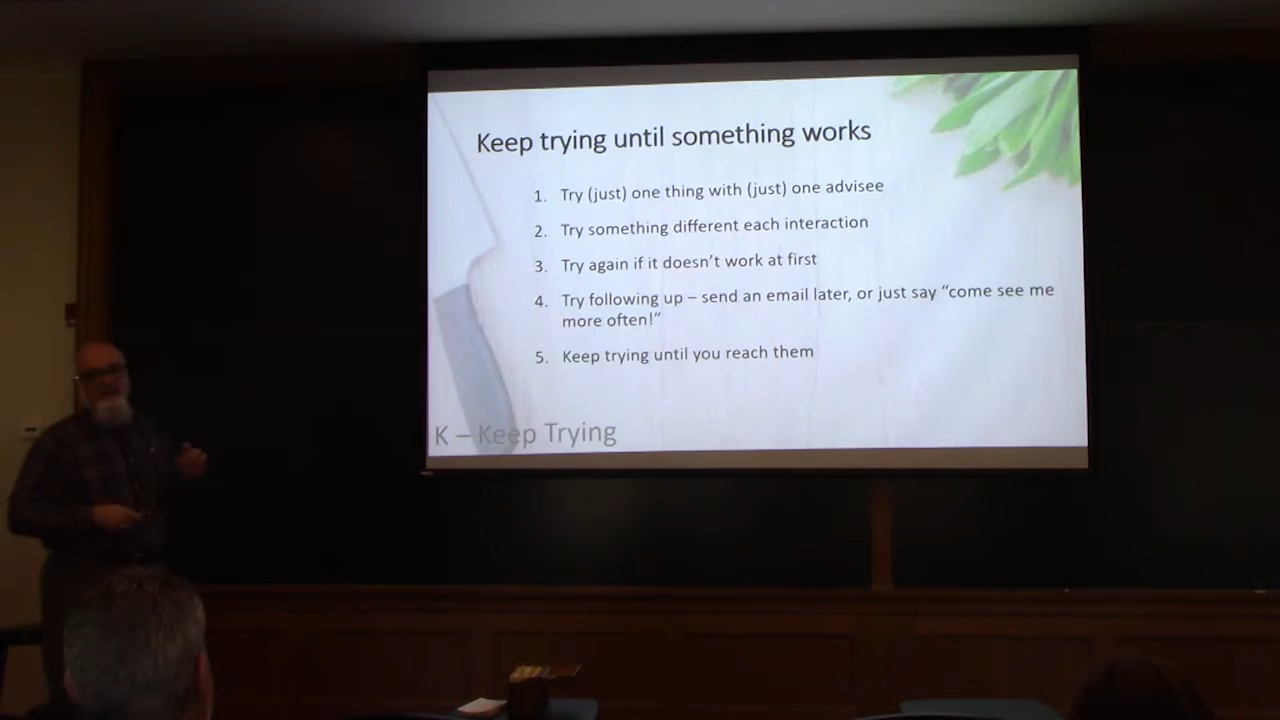 Keep trying until something works
1. Try (just) one thing with (just) one advisee
2. Try something different each interaction
3. Try again if it doesn’t work at first
4. Try following up – send an email later, or just say “come see me
more often!”
5. Keep trying until you reach them
K – Keep Trying